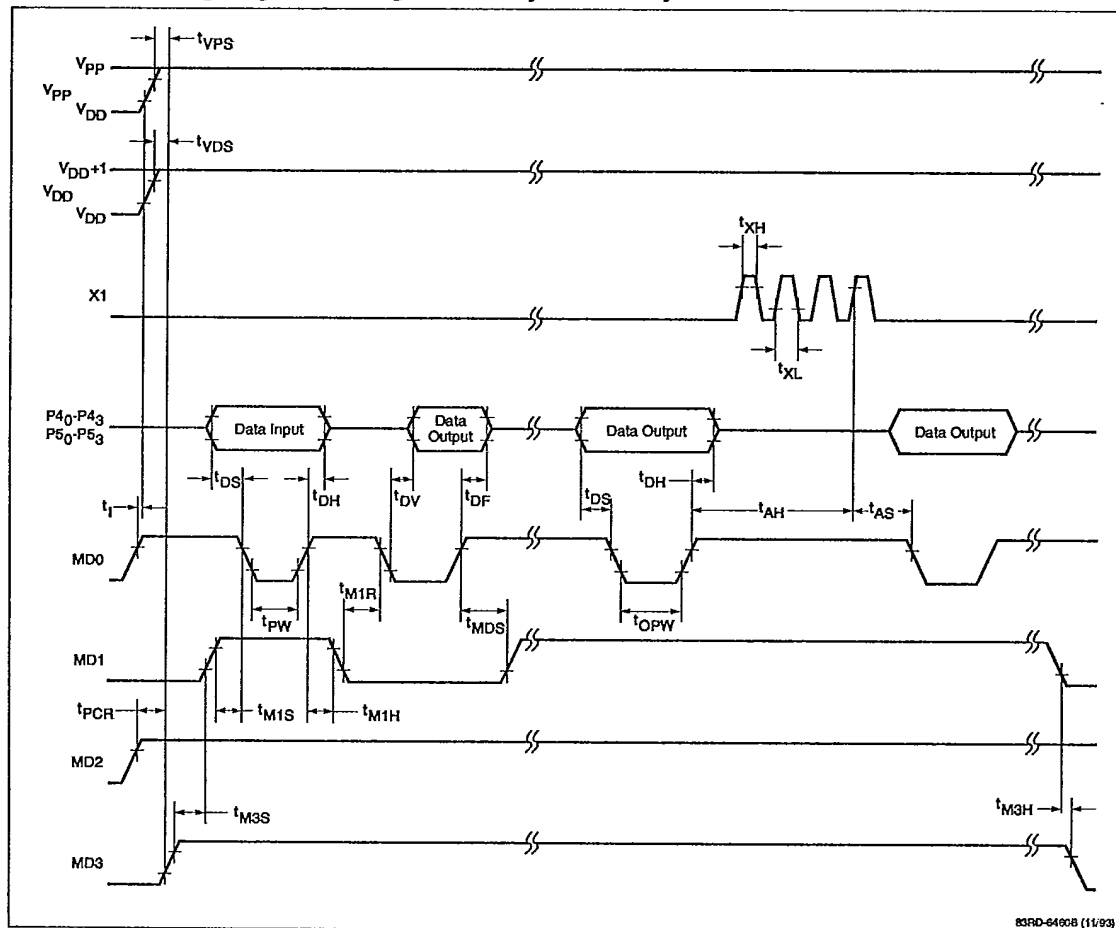 tVPS
VPP
VPP
VDD
tVDS
VDD+1
VDD
VDD
tXH
X1
tXL
P40-P43
P50-P53
Data Input
Data
Output
Data Output
Data Output
tDS
tDH
tDV
tDF
tDS
tDH
tAH
tAS
tI
MD0
tM1R
tPW
tMDS
tOPW
MD1
tPCR
tM1S
tM1H
MD2
tM3S
tM3H
MD3
83RD-6460B (11/93)